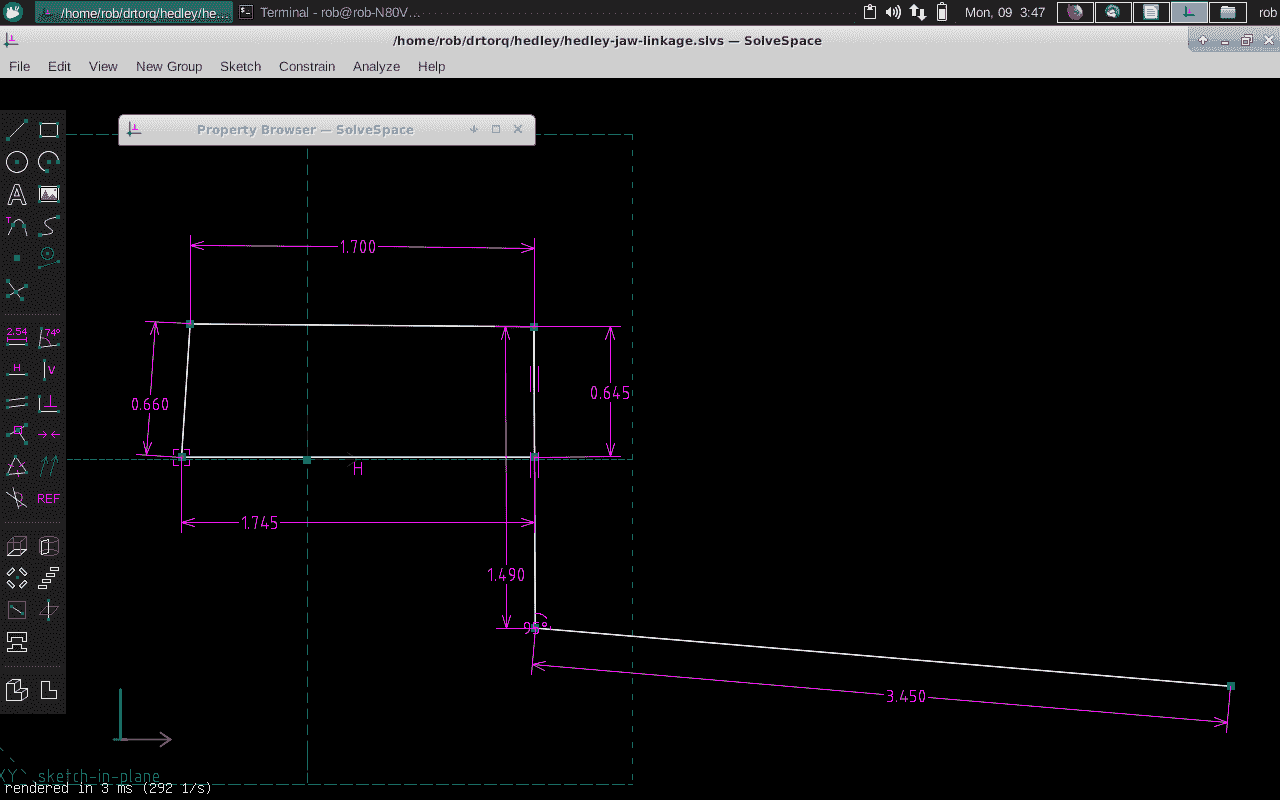 /home/rob/drtorq/hedley/he...
Terminal - rob@rob-N80V...
Mon, 09 3:47
rob
/home/rob/drtorq/hedley/hedley-jaw-linkage.slvs — SolveSpace
File Edit View New Group Sketch Constrain Analyze Help
Property Browser — SolveSpace
A
T
2.54 74°
H V
REF
1.700
0.660
0.645
H
1.745
1.490
3.450
XY sketch-in-plane
rendered in 3 ms (292 1/s)